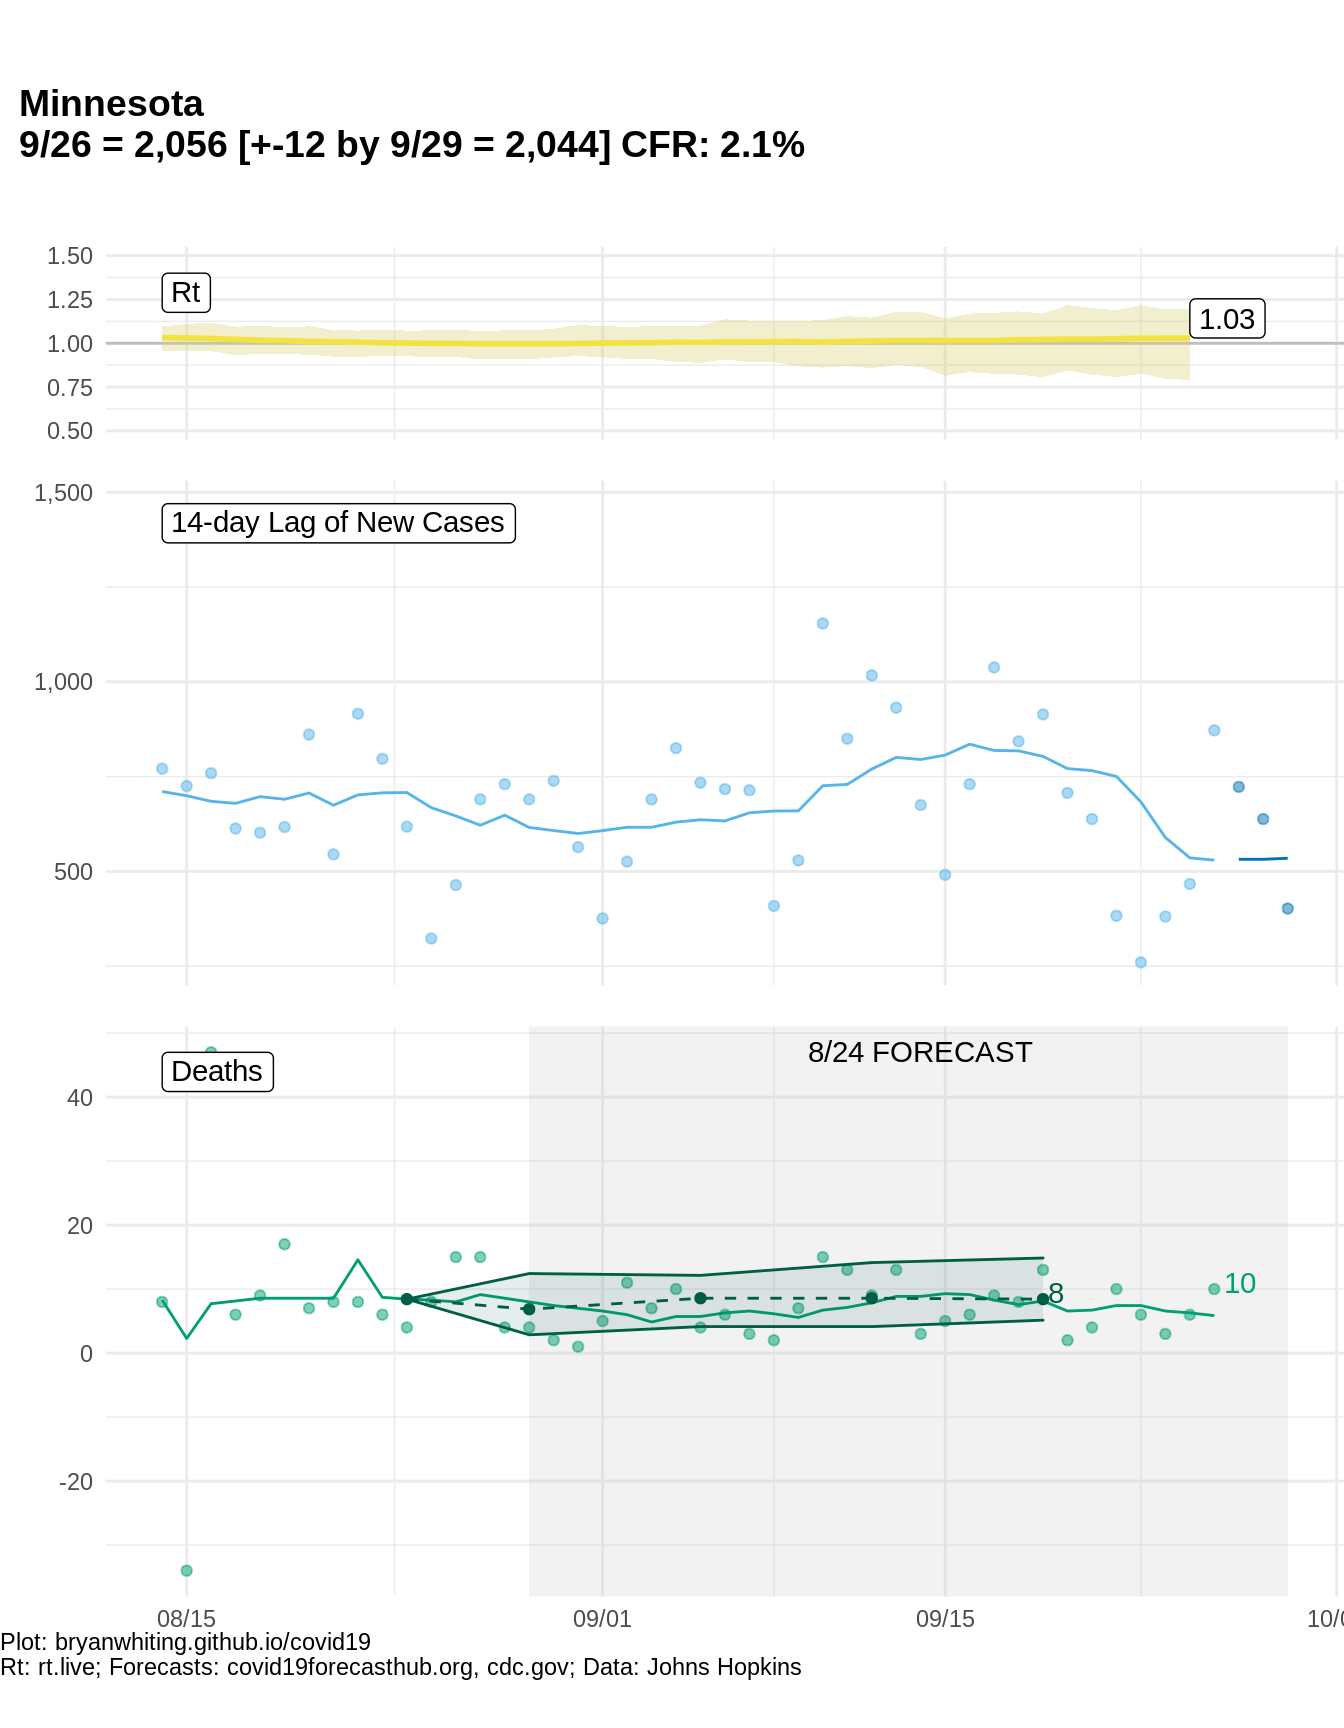 Minnesota
9/26 = 2,056 [+-12 by 9/29 = 2,044] CFR: 2.1%
1.50
1.25
1.00
0.75
0.50
Rt
1.03
1,500
1,000
500
14-day Lag of New Cases
40
20
0
-20
Deaths
8/24 FORECAST
8
10
08/15
09/01
09/15
10/0
Plot: bryanwhiting.github.io/covid19
Rt: rt.live; Forecasts: covid19forecasthub.org, cdc.gov; Data: Johns Hopkins